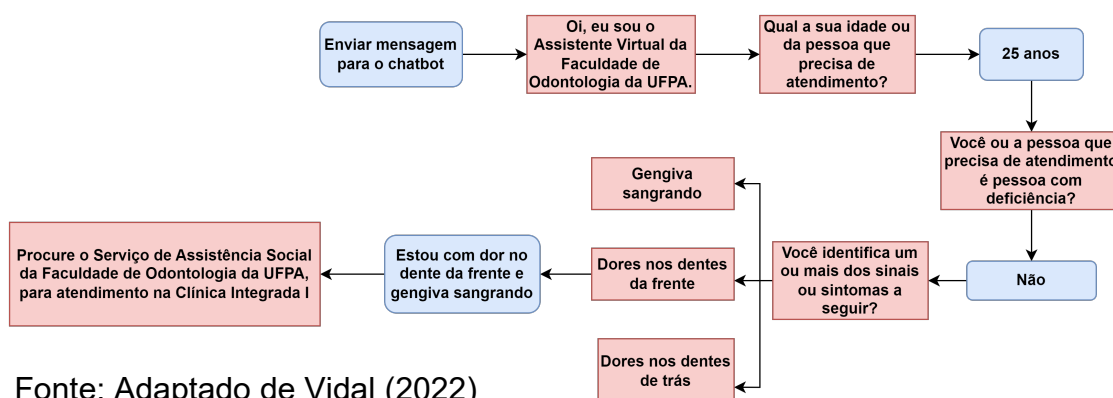 Enviar mensagem
para o chatbot
Oi, eu sou o
Assistente Virtual da
Faculdade de
Odontologia da UFPA.
Qual a sua idade ou
da pessoa que
precisa de
atendimento?
25 anos
Você ou a pessoa que
precisa de atendimento
é pessoa com
deficiência?
Não
Você identifica um
ou mais dos sinais
ou sintomas a
seguir?
Gengiva
sangrando
Dores nos dentes
da frente
Dores nos dentes
de trás
Estou com dor no
dente da frente e
gengiva sangrando
Procure o Serviço de Assistência Social
da Faculdade de Odontologia da UFPA,
para atendimento na Clínica Integrada I
Fonte: Adaptado de Vidal (2022)